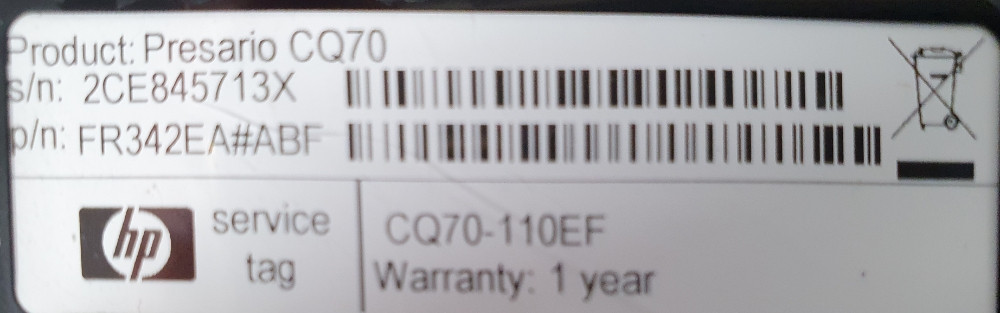 Product: Presario CQ70
s/n: 2CE845713X
p/n: FR342EA#ABF
hp
service
tag
CQ70-110EF
Warranty: 1 year